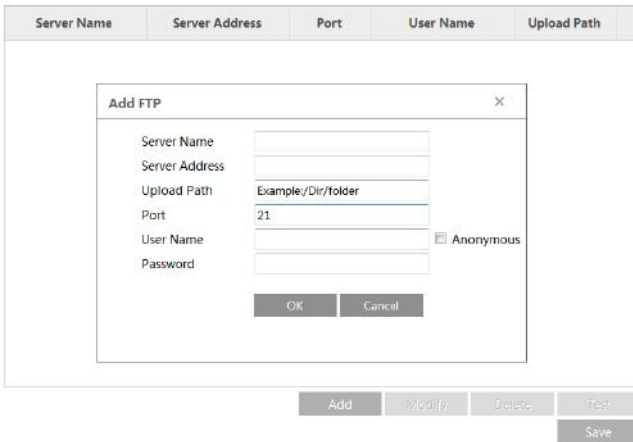 Server Name Server Address Port User Name Upload Path
Add FTP ×
Server Name
Server Address
Upload Path Example:/Dir/folder
Port 21
User Name Anonymous
Password
OK Cancel
Add Modify Delete Test
Save